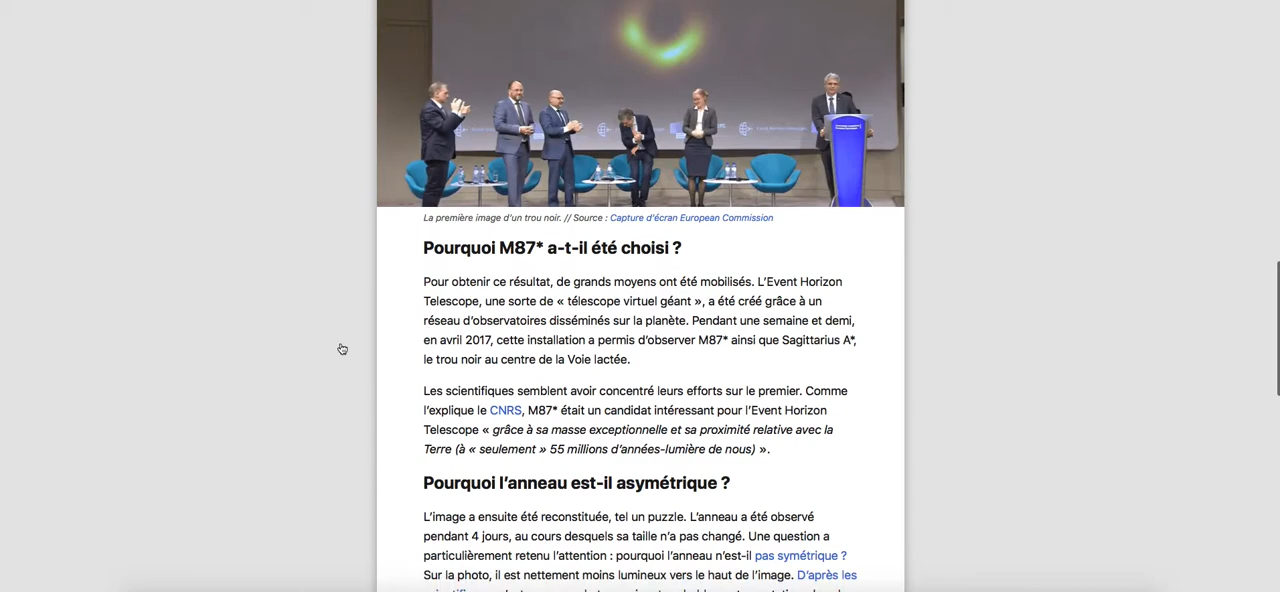 La première image d'un trou noir. // Source : Capture d'écran European Commission
Pourquoi M87* a-t-il été choisi ?
Pour obtenir ce résultat, de grands moyens ont été mobilisés. L'Event Horizon
Telescope, une sorte de « télescope virtuel géant », a été créé grâce à un
réseau d'observatoires disséminés sur la planète. Pendant une semaine et demi,
en avril 2017, cette installation a permis d'observer M87* ainsi que Sagittarius A*,
le trou noir au centre de la Voie lactée.
Les scientifiques semblent avoir concentré leurs efforts sur le premier. Comme
l'explique le CNRS, M87* était un candidat intéressant pour l'Event Horizon
Telescope « grâce à sa masse exceptionnelle et sa proximité relative avec la
Terre (à « seulement » 55 millions d'années-lumière de nous) ».
Pourquoi l'anneau est-il asymétrique ?
L'image a ensuite été reconstituée, tel un puzzle. L'anneau a été observé
pendant 4 jours, au cours desquels sa taille n'a pas changé. Une question a
particulièrement retenu l'attention : pourquoi l'anneau n'est-il pas symétrique ?
Sur la photo, il est nettement moins lumineux vers le haut de l'image. D'après les